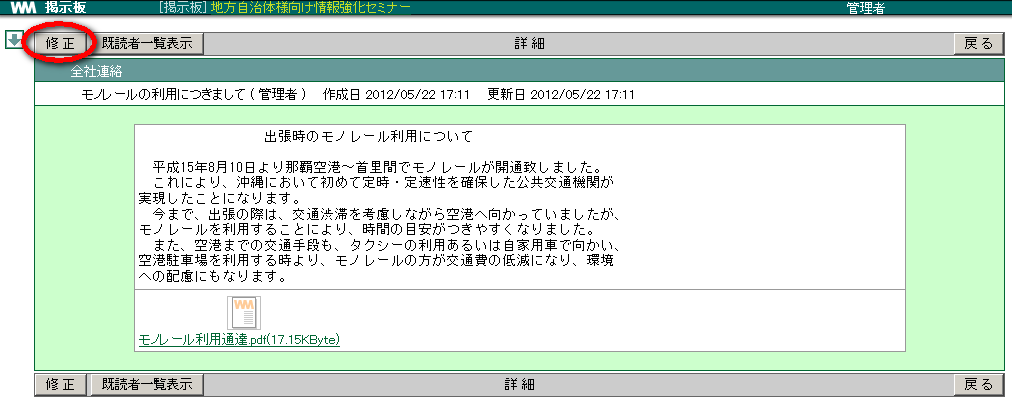 WM 掲示板 [掲示板] 地方自治体様向け情報強化セミナー 管理者
修正 既読者一覧表示 詳細 戻る
全社連絡
モノレールの利用につきまして ( 管理者 ) 作成日 2012/05/22 17:11 更新日 2012/05/22 17:11
出張時のモノレール利用について
平成15年8月10日より那覇空港～首里間でモノレールが開通致しました。
これにより、沖縄において初めて定時・定速性を確保した公共交通機関が
実現したことになります。
今まで、出張の際は、交通渋滞を考慮しながら空港へ向かっていましたが、
モノレールを利用することにより、時間の目安がつきやすくなりました。
また、空港までの交通手段も、タクシーの利用あるいは自家用車で向かい、
空港駐車場を利用する時より、モノレールの方が交通費の低減になり、環境
への配慮にもなります。
WM
モノレール利用通達.pdf(17.15KByte)
修正 既読者一覧表示 詳細 戻る